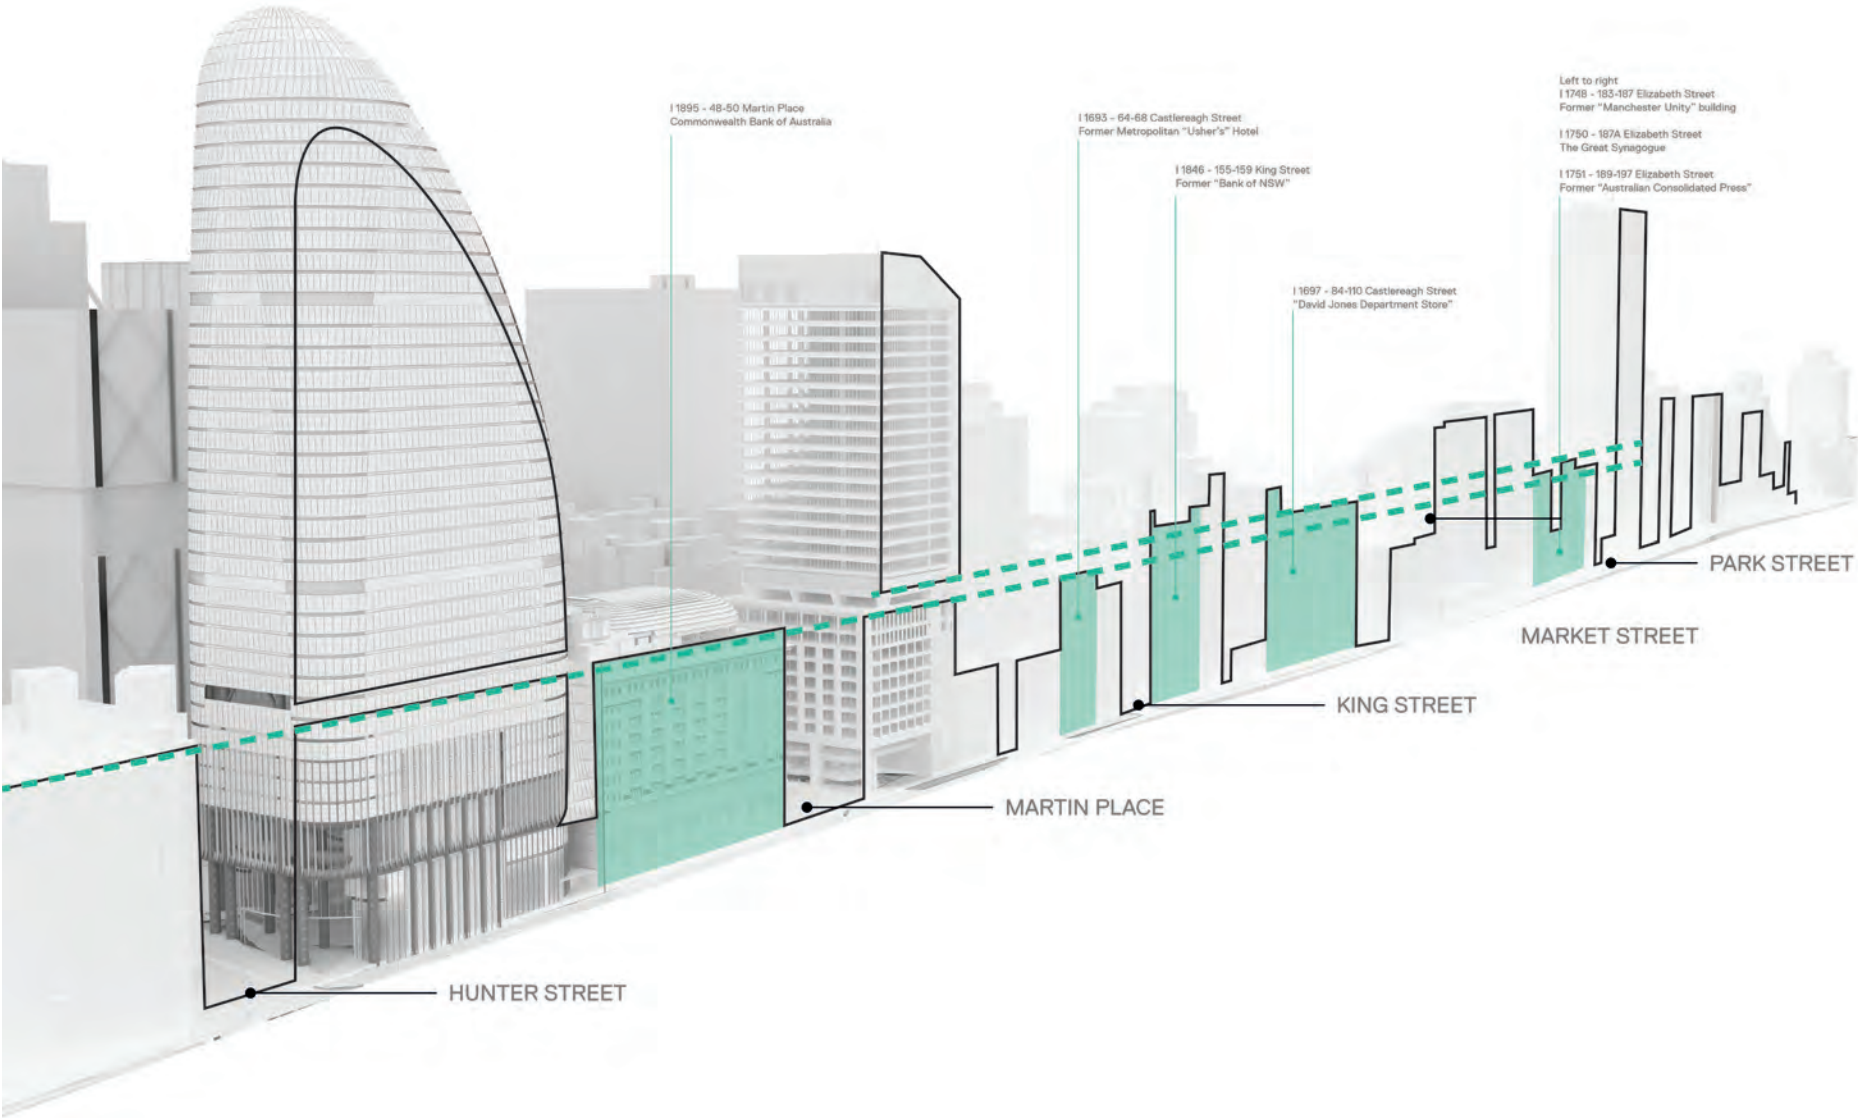 I 1895 - 48-50 Martin Place
Commonwealth Bank of Australia
I 1693 - 64-68 Castlereagh Street
Former Metropolitan "Usher's" Hotel
I 1846 - 155-159 King Street
Former "Bank of NSW"
I 1697 - 84-110 Castlereagh Street
"David Jones Department Store"
Left to right
I 1748 - 183-187 Elizabeth Street
Former "Manchester Unity" building
I 1750 - 187A Elizabeth Street
The Great Synagogue
I 1751 - 189-197 Elizabeth Street
Former "Australian Consolidated Press"
PARK STREET
MARKET STREET
KING STREET
MARTIN PLACE
HUNTER STREET